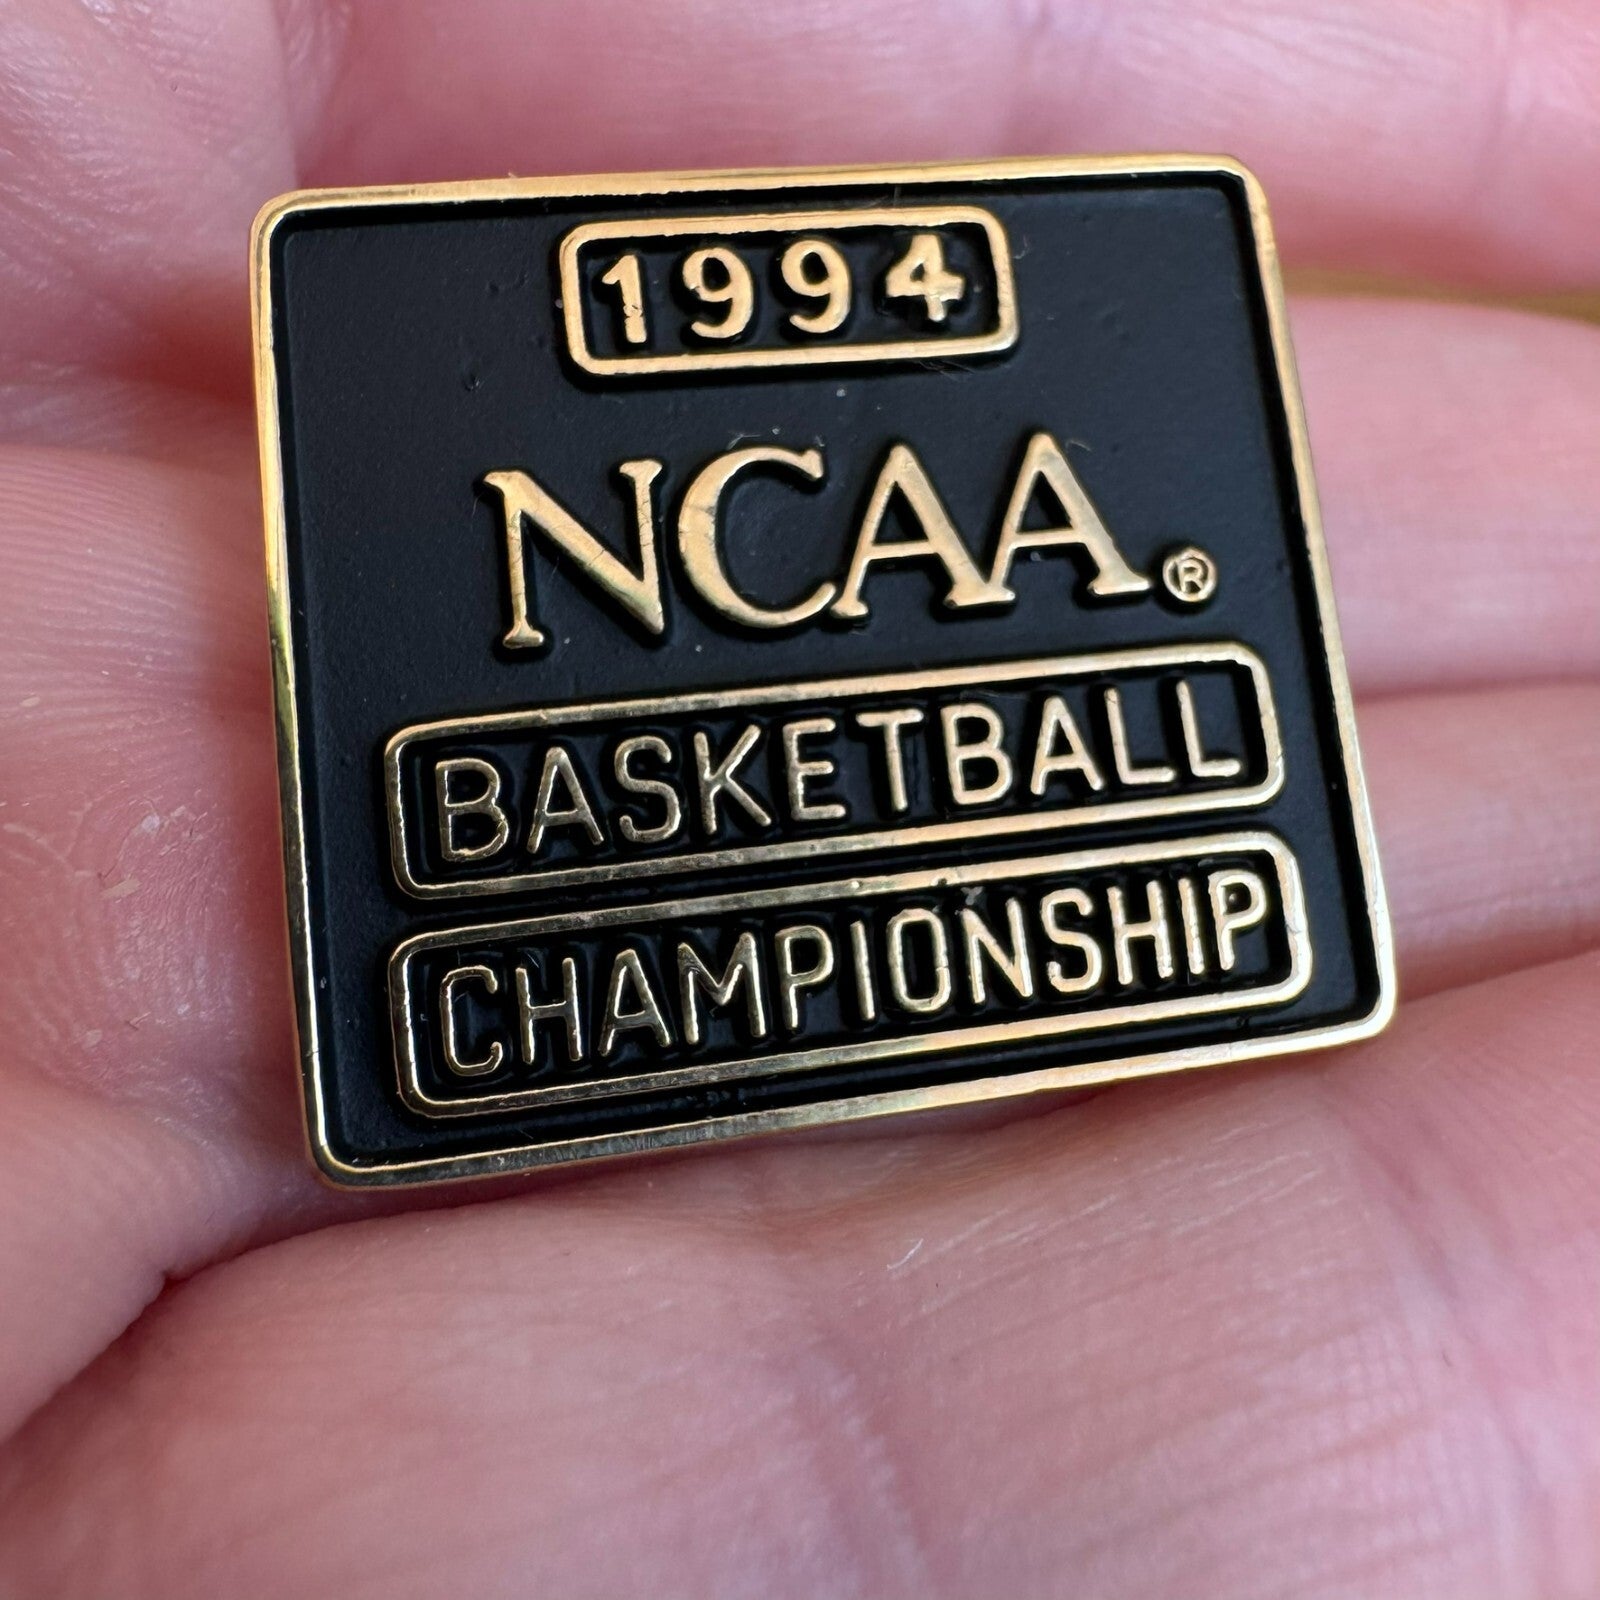 1994
NCAA®
BASKETBALL
CHAMPIONSHIP